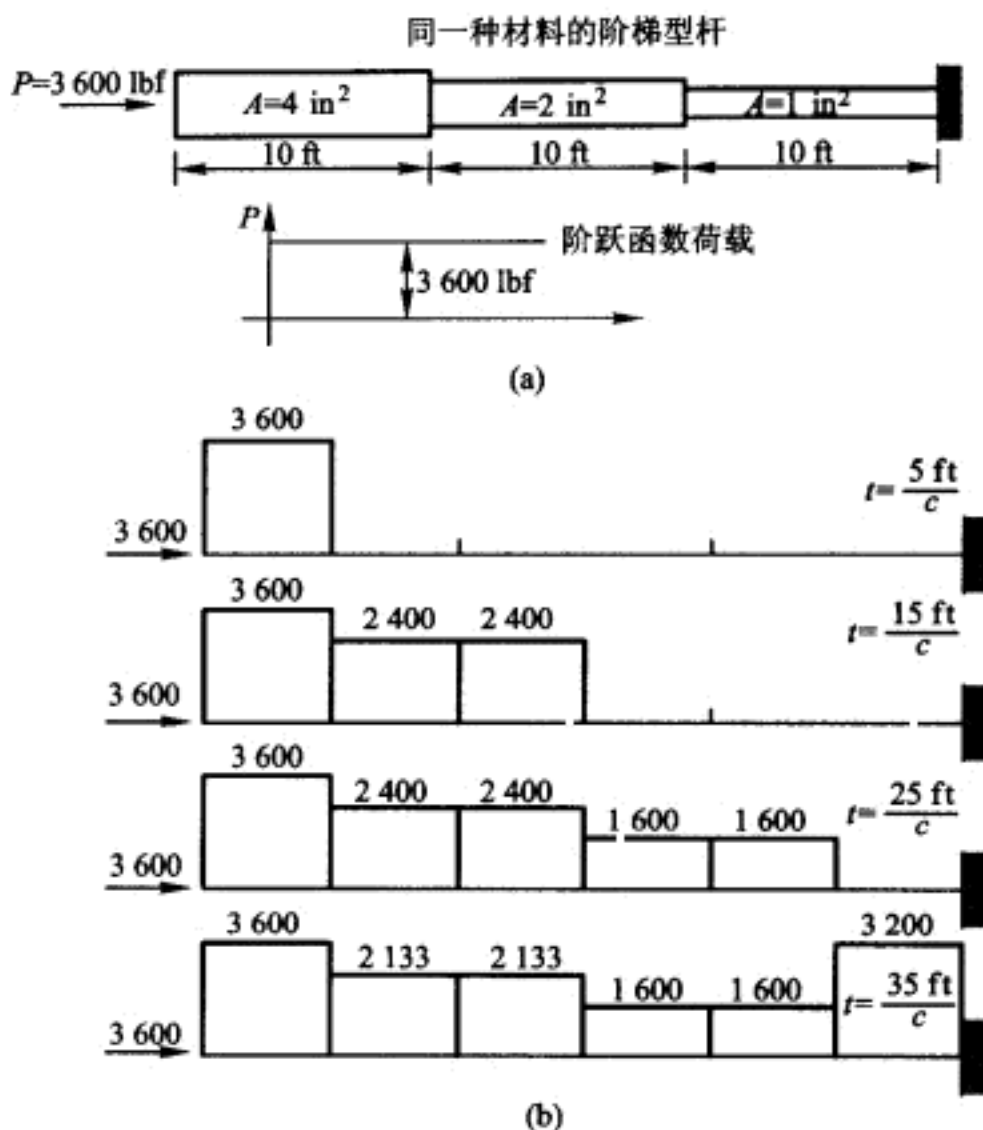 同一种材料的阶梯型杆
P=3 600 lbf
A=4 in²
A=2 in²
A=1 in²
10 ft
10 ft
10 ft
P
阶跃函数荷载
3 600 lbf
(a)
3 600
t= 5 ft/c
3 600
3 600
2 400
2 400
t= 15 ft/c
3 600
3 600
2 400
2 400
1 600
1 600
t= 25 ft/c
3 600
3 600
2 133
2 133
1 600
1 600
3 200
t= 35 ft/c
3 600
(b)